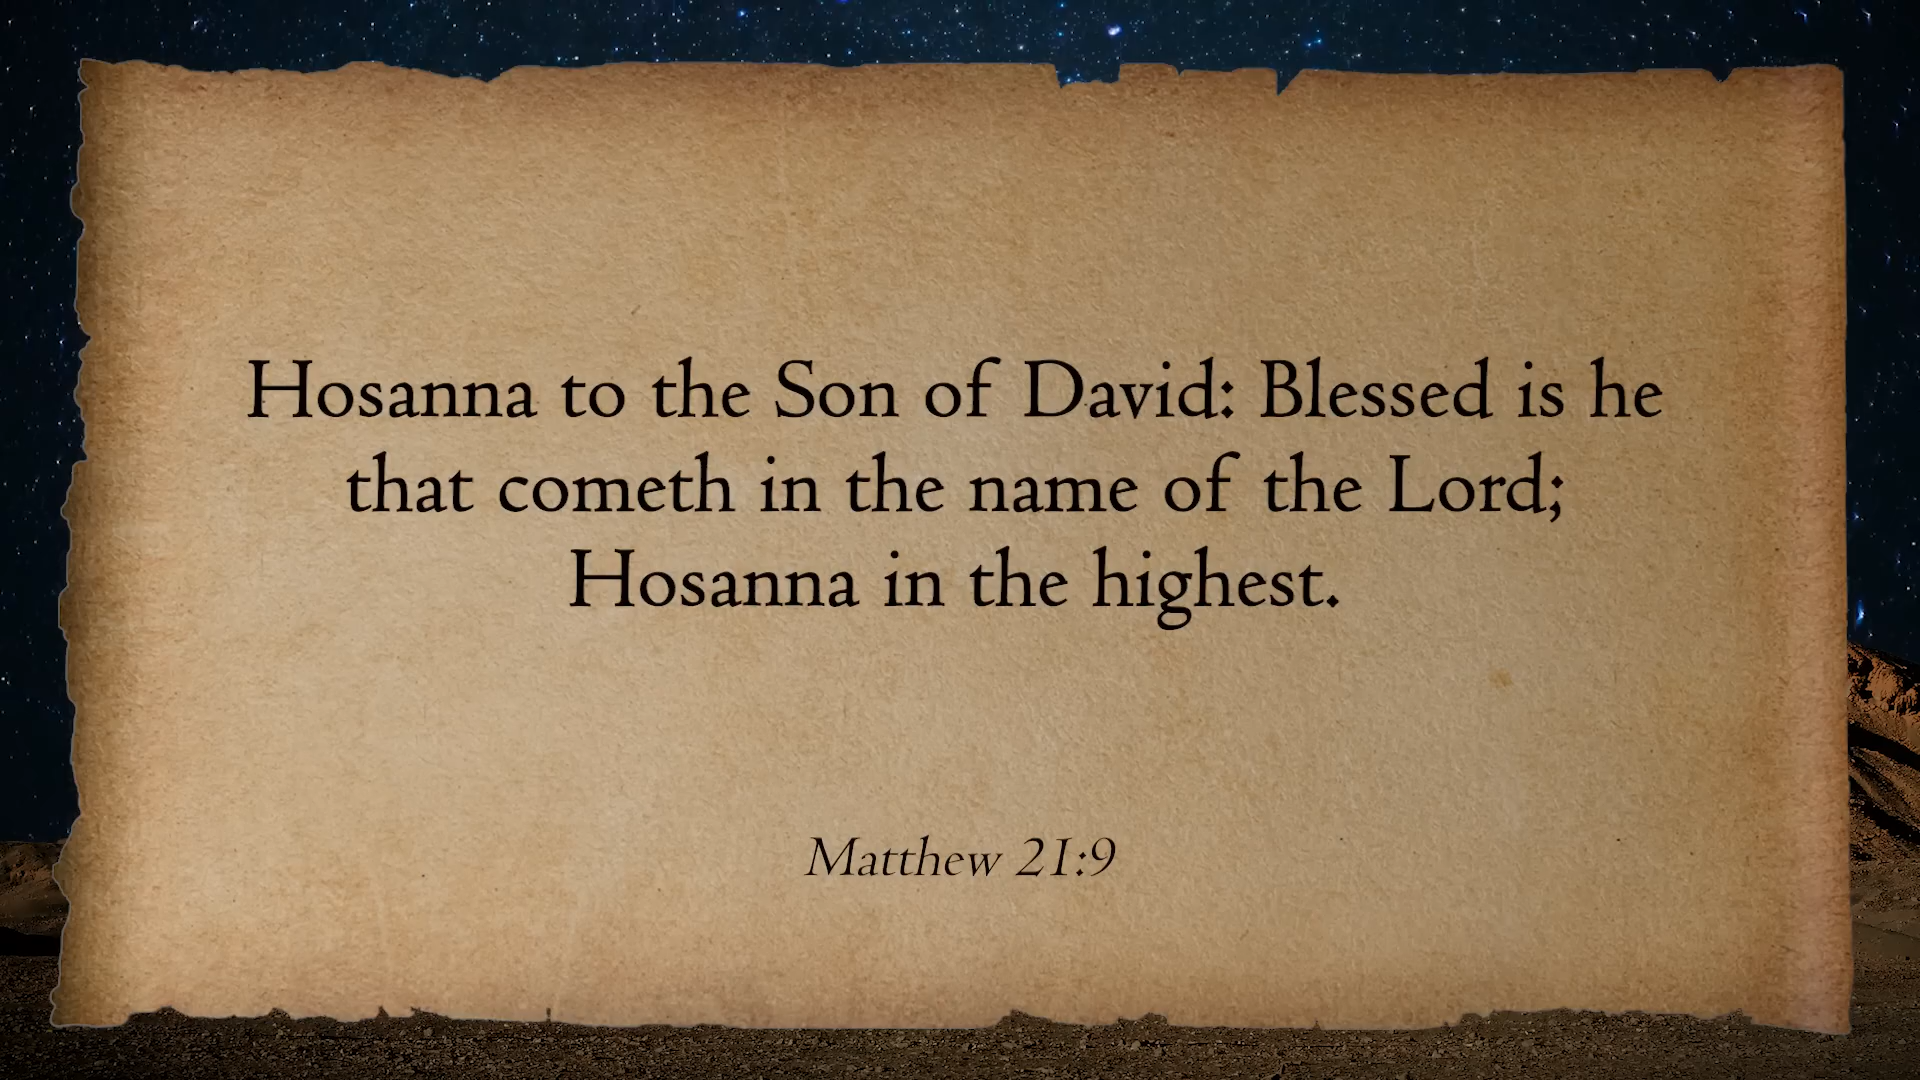 Hosanna to the Son of David: Blessed is he
that cometh in the name of the Lord;
Hosanna in the highest.
Matthew 21:9